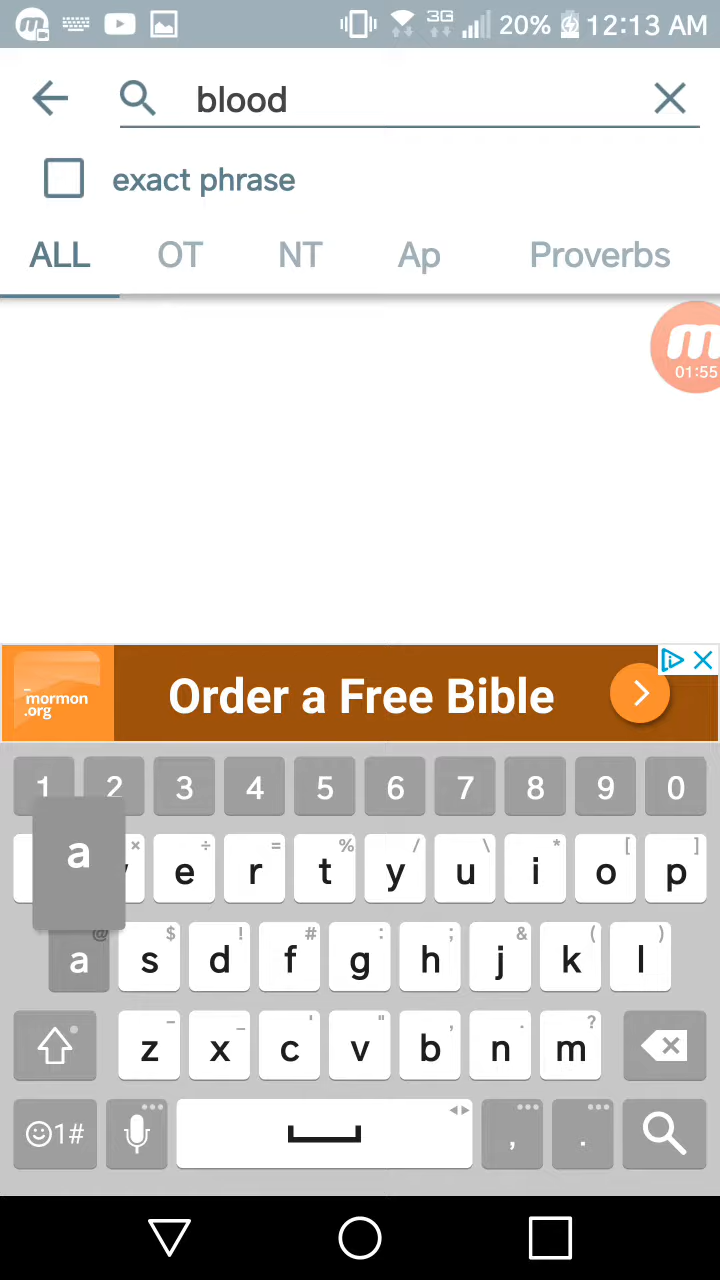 3G 20% 12:13 AM
blood
exact phrase
ALL OT NT Ap Proverbs
m
01:55
mormon
.org
Order a Free Bible
1 2 3 4 5 6 7 8 9 0
a
× ÷ = % / \ * [ ]
e r t y u i o p
@ $ ! # : ; & ( )
a s d f g h j k l
- _ ' " , . ?
z x c v b n m
1# , .